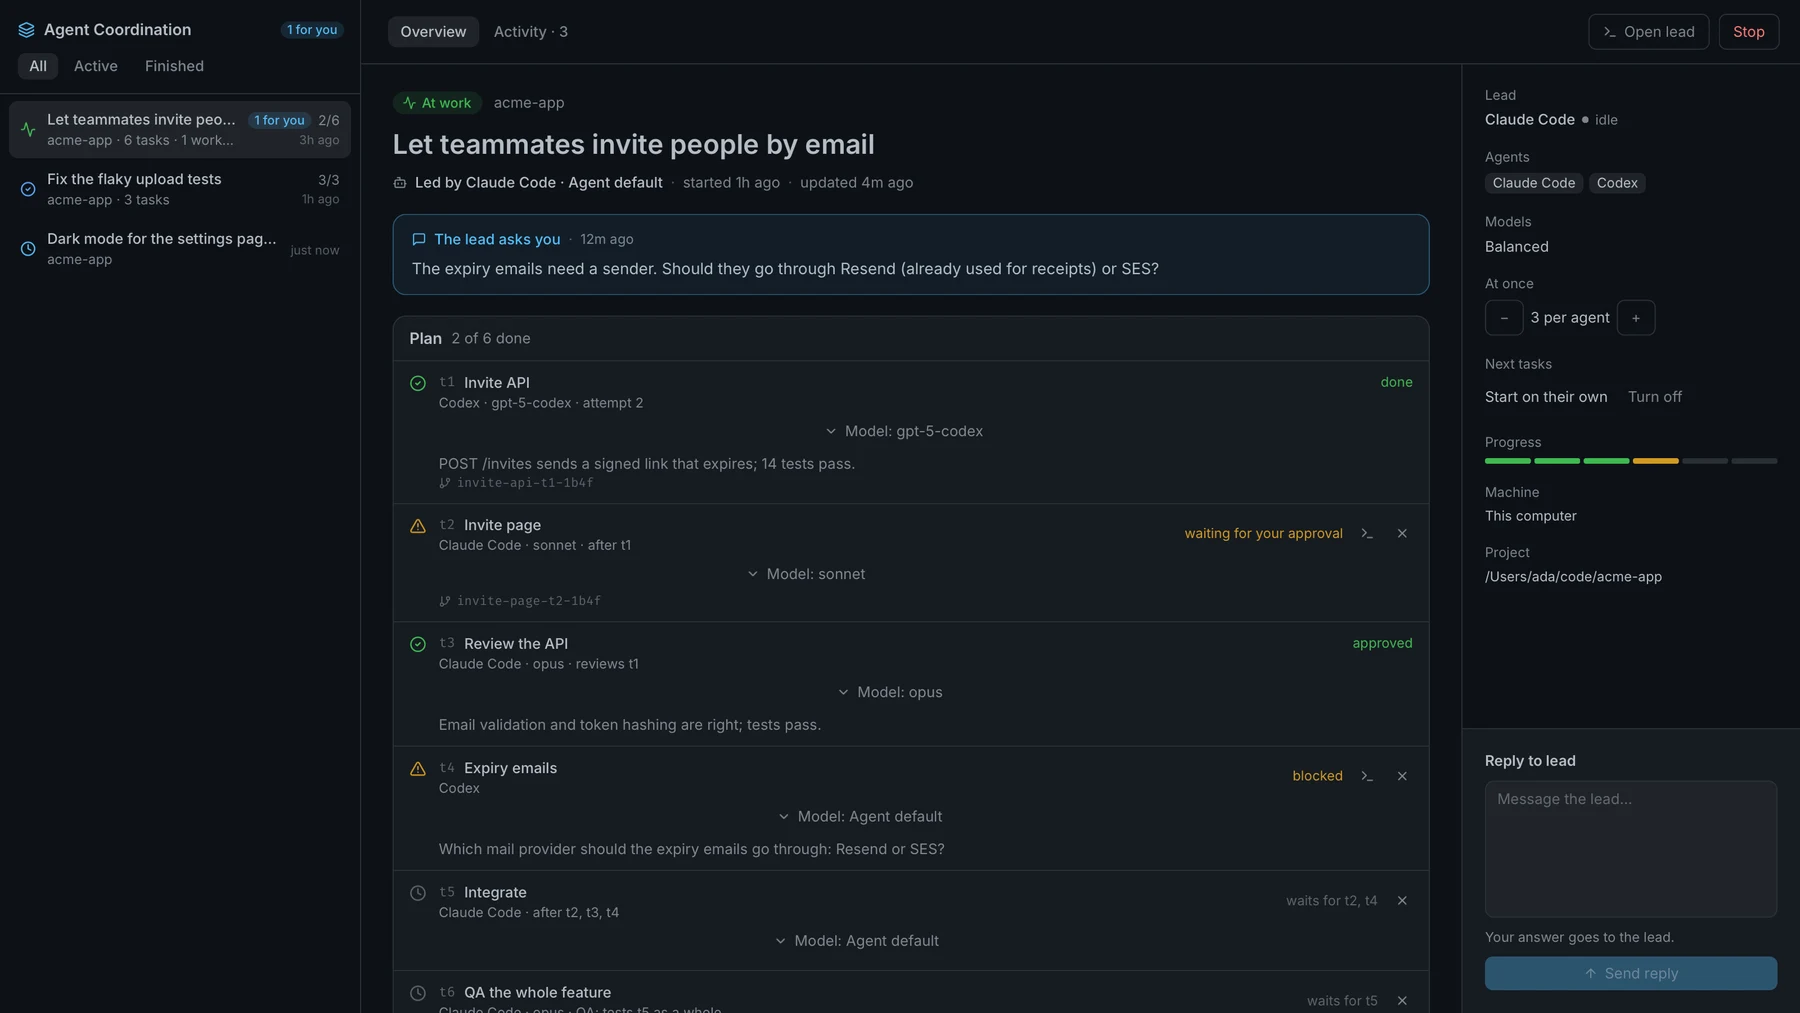 Agent Coordination
1 for you
All
Active
Finished
Let teammates invite peo...
1 for you
2/6
acme-app · 6 tasks · 1 work...
3h ago
Fix the flaky upload tests
3/3
acme-app · 3 tasks
1h ago
Dark mode for the settings pag...
just now
acme-app
Overview
Activity · 3
Open lead
Stop
At work
acme-app
Let teammates invite people by email
Led by Claude Code · Agent default · started 1h ago · updated 4m ago
The lead asks you · 12m ago
The expiry emails need a sender. Should they go through Resend (already used for receipts) or SES?
Plan 2 of 6 done
t1 Invite API
done
Codex · gpt-5-codex · attempt 2
Model: gpt-5-codex
POST /invites sends a signed link that expires; 14 tests pass.
invite-api-t1-1b4f
t2 Invite page
waiting for your approval
Claude Code · sonnet · after t1
Model: sonnet
invite-page-t2-1b4f
t3 Review the API
approved
Claude Code · opus · reviews t1
Model: opus
Email validation and token hashing are right; tests pass.
t4 Expiry emails
blocked
Codex
Model: Agent default
Which mail provider should the expiry emails go through: Resend or SES?
t5 Integrate
waits for t2, t4
Claude Code · after t2, t3, t4
Model: Agent default
t6 QA the whole feature
waits for t5
Claude Code · opus · QA: tests t5 as a whole
Lead
Claude Code
idle
Agents
Claude Code
Codex
Models
Balanced
At once
− 3 per agent +
Next tasks
Start on their own
Turn off
Progress
Machine
This computer
Project
/Users/ada/code/acme-app
Reply to lead
Message the lead...
Your answer goes to the lead.
Send reply